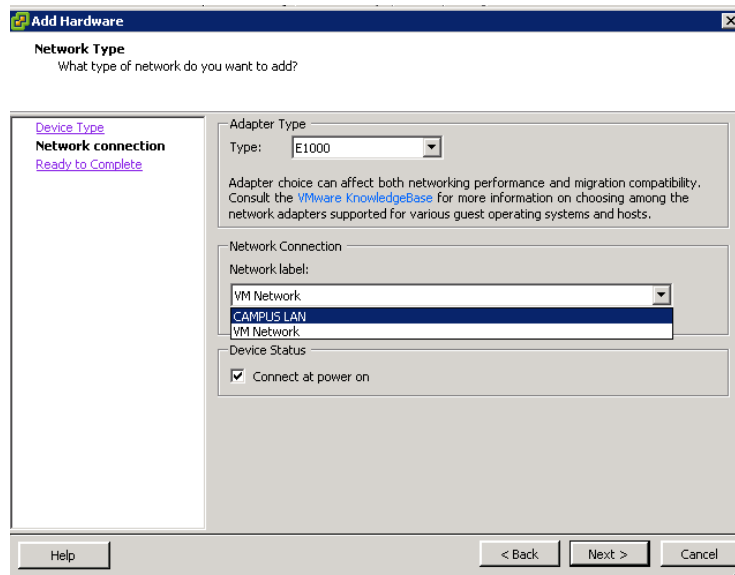 Add Hardware
Network Type
What type of network do you want to add?
Device Type
Network connection
Ready to Complete
Adapter Type
Type: E1000
Adapter choice can affect both networking performance and migration compatibility.
Consult the VMware KnowledgeBase for more information on choosing among the
network adapters supported for various guest operating systems and hosts.
Network Connection
Network label:
VM Network
CAMPUS LAN
VM Network
Device Status
Connect at power on
Help
< Back
Next >
Cancel